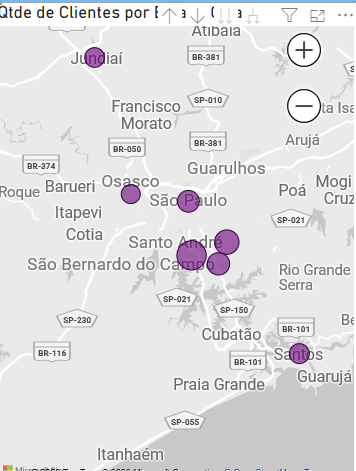 Qtde de Clientes por E
Atibaia
Jundiaí
BR-381
SP-010
Francisco
Morato
ta Isa
BR-050
BR-381
Arujá
BR-374
Guarulhos
Roque
Barueri
Osasco
São Paulo
Poá
Mogi
Cruz
Itapevi
SP-021
Cotia
Santo André
São Bernardo do Campo
Rio Grande
Serra
SP-021
SP-150
SP-230
Be
Cubatão
BR-101
BR-116
BR-101
Santos
Guarujá
Praia Grande
SP-055
Itanhaém